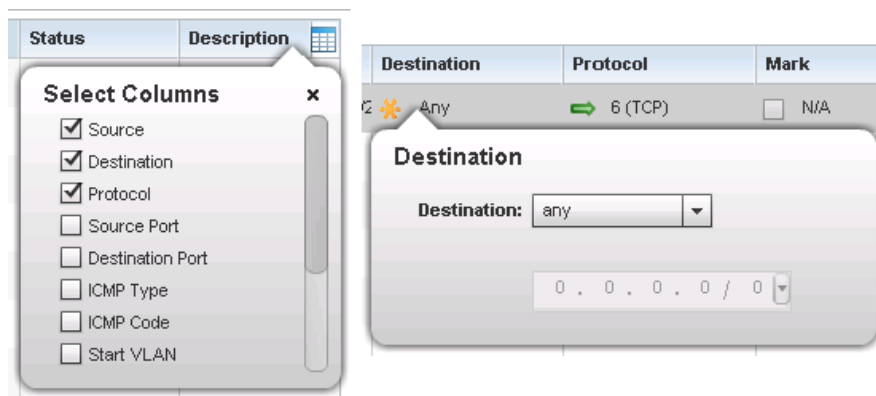 Status Description
Select Columns ×
Source
Destination
Protocol
Source Port
Destination Port
ICMP Type
ICMP Code
Start VLAN
Destination Protocol Mark
Any 6 (TCP) N/A
Destination
Destination: any
0 . 0 . 0 . 0 / 0